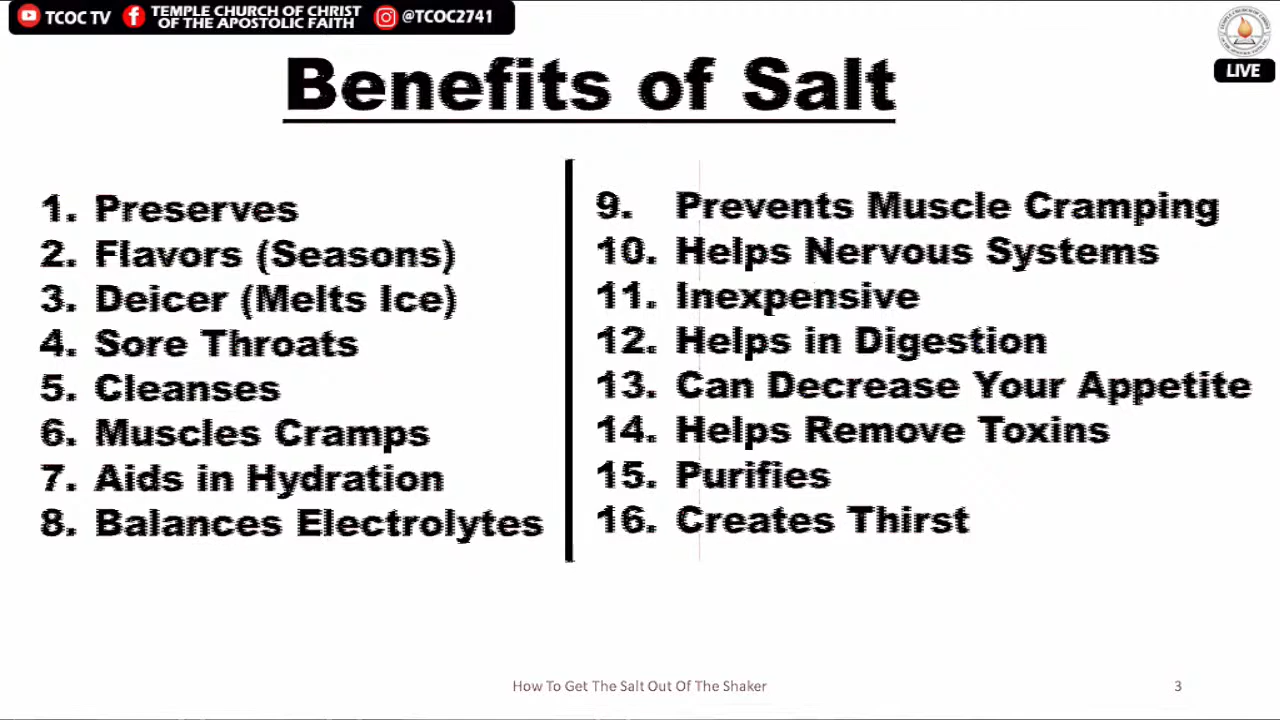 TCOC TV
TEMPLE CHURCH OF CHRIST
OF THE APOSTOLIC FAITH
@TCOC2741
LIVE
Benefits of Salt
1. Preserves
2. Flavors (Seasons)
3. Deicer (Melts Ice)
4. Sore Throats
5. Cleanses
6. Muscles Cramps
7. Aids in Hydration
8. Balances Electrolytes
9. Prevents Muscle Cramping
10. Helps Nervous Systems
11. Inexpensive
12. Helps in Digestion
13. Can Decrease Your Appetite
14. Helps Remove Toxins
15. Purifies
16. Creates Thirst
How To Get The Salt Out Of The Shaker
3